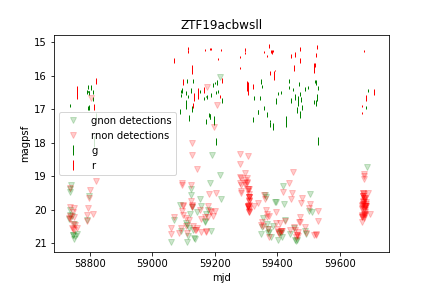 ZTF19acbwsll
15
16
17
18
19
20
21
magpsf
gnon detections
rnon detections
g
r
58800 59000 59200 59400 59600
mjd